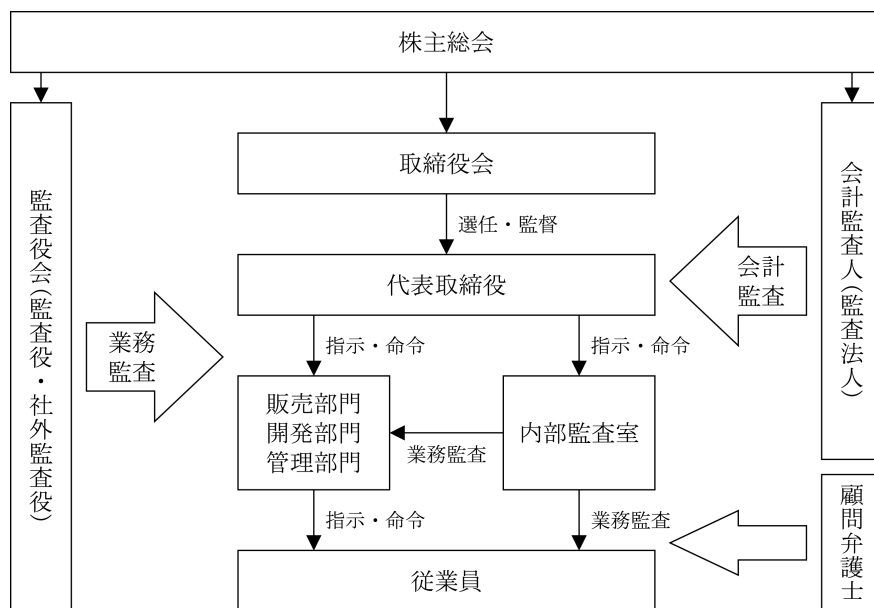 株主総会
取締役会
選任・監督
代表取締役
監査役会(監査役・社外監査役)
業務
監査
会計監査人(監査法人)
会計
監査
指示・命令
指示・命令
販売部門
開発部門
管理部門
内部監査室
業務監査
指示・命令
業務監査
顧問弁護士
従業員